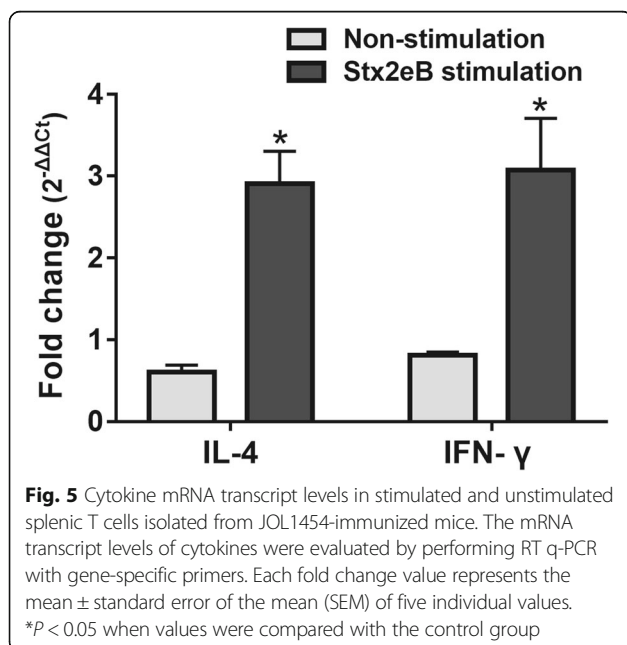 Non-stimulation
Stx2eB stimulation
Fold change (2^-ΔΔCt)
4
3
2
1
0
*
*
IL-4
IFN- γ
Fig. 5 Cytokine mRNA transcript levels in stimulated and unstimulated
splenic T cells isolated from JOL1454-immunized mice. The mRNA
transcript levels of cytokines were evaluated by performing RT q-PCR
with gene-specific primers. Each fold change value represents the
mean ± standard error of the mean (SEM) of five individual values.
*P < 0.05 when values were compared with the control group